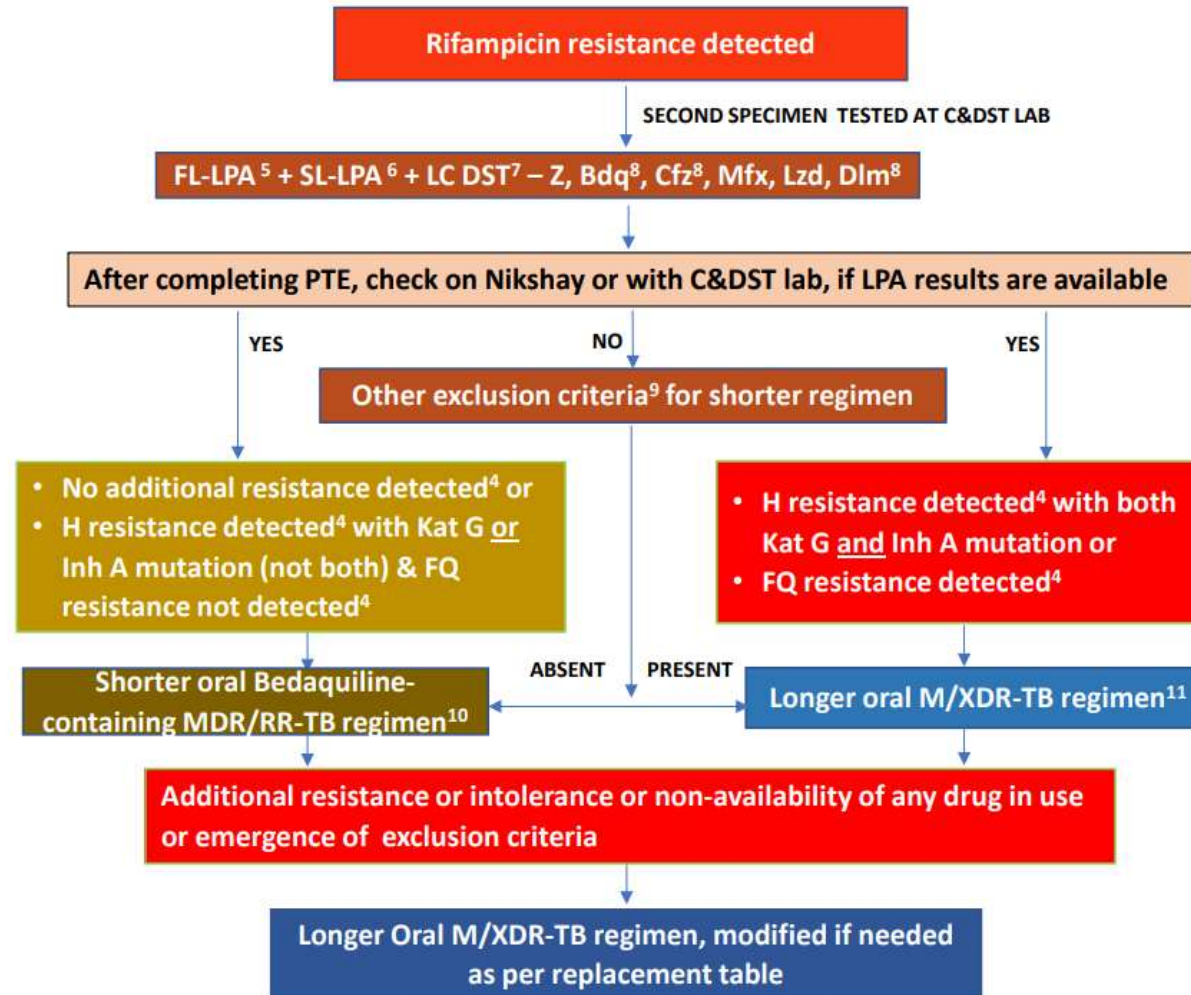 Rifampicin resistance detected
SECOND SPECIMEN TESTED AT C&DST LAB
FL-LPA ⁵ + SL-LPA ⁶ + LC DST⁷ – Z, Bdq⁸, Cfz⁸, Mfx, Lzd, Dlm⁸
After completing PTE, check on Nikshay or with C&DST lab, if LPA results are available
YES
NO
YES
Other exclusion criteria⁹ for shorter regimen
• No additional resistance detected⁴ or
• H resistance detected⁴ with Kat G or
Inh A mutation (not both) & FQ
resistance not detected⁴
• H resistance detected⁴ with both
Kat G and Inh A mutation or
• FQ resistance detected⁴
ABSENT
PRESENT
Shorter oral Bedaquiline-
containing MDR/RR-TB regimen¹⁰
Longer oral M/XDR-TB regimen¹¹
Additional resistance or intolerance or non-availability of any drug in use
or emergence of exclusion criteria
Longer Oral M/XDR-TB regimen, modified if needed
as per replacement table